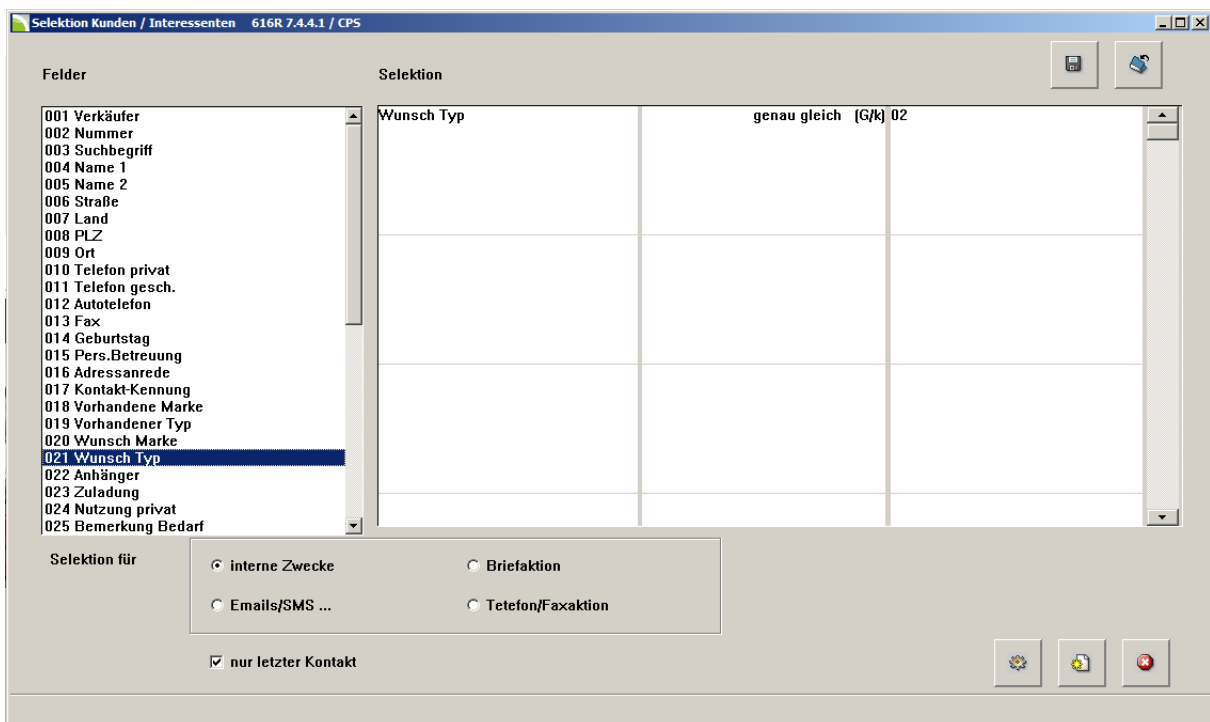 Selektion Kunden / Interessenten 616R 7.4.4.1 / CPS
Felder
Selektion
001 Verkäufer
002 Nummer
003 Suchbegriff
004 Name 1
005 Name 2
006 Straße
007 Land
008 PLZ
009 Ort
010 Telefon privat
011 Telefon gesch.
012 Autotelefon
013 Fax
014 Geburtstag
015 Pers.Betreuung
016 Adressanrede
017 Kontakt-Kennung
018 Vorhandene Marke
019 Vorhandener Typ
020 Wunsch Marke
021 Wunsch Typ
022 Anhänger
023 Zuladung
024 Nutzung privat
025 Bemerkung Bedarf
Wunsch Typ genau gleich (G/k) 02
Selektion für
interne Zwecke
Briefaktion
Emails/SMS ...
Tetefon/Faxaktion
nur letzter Kontakt